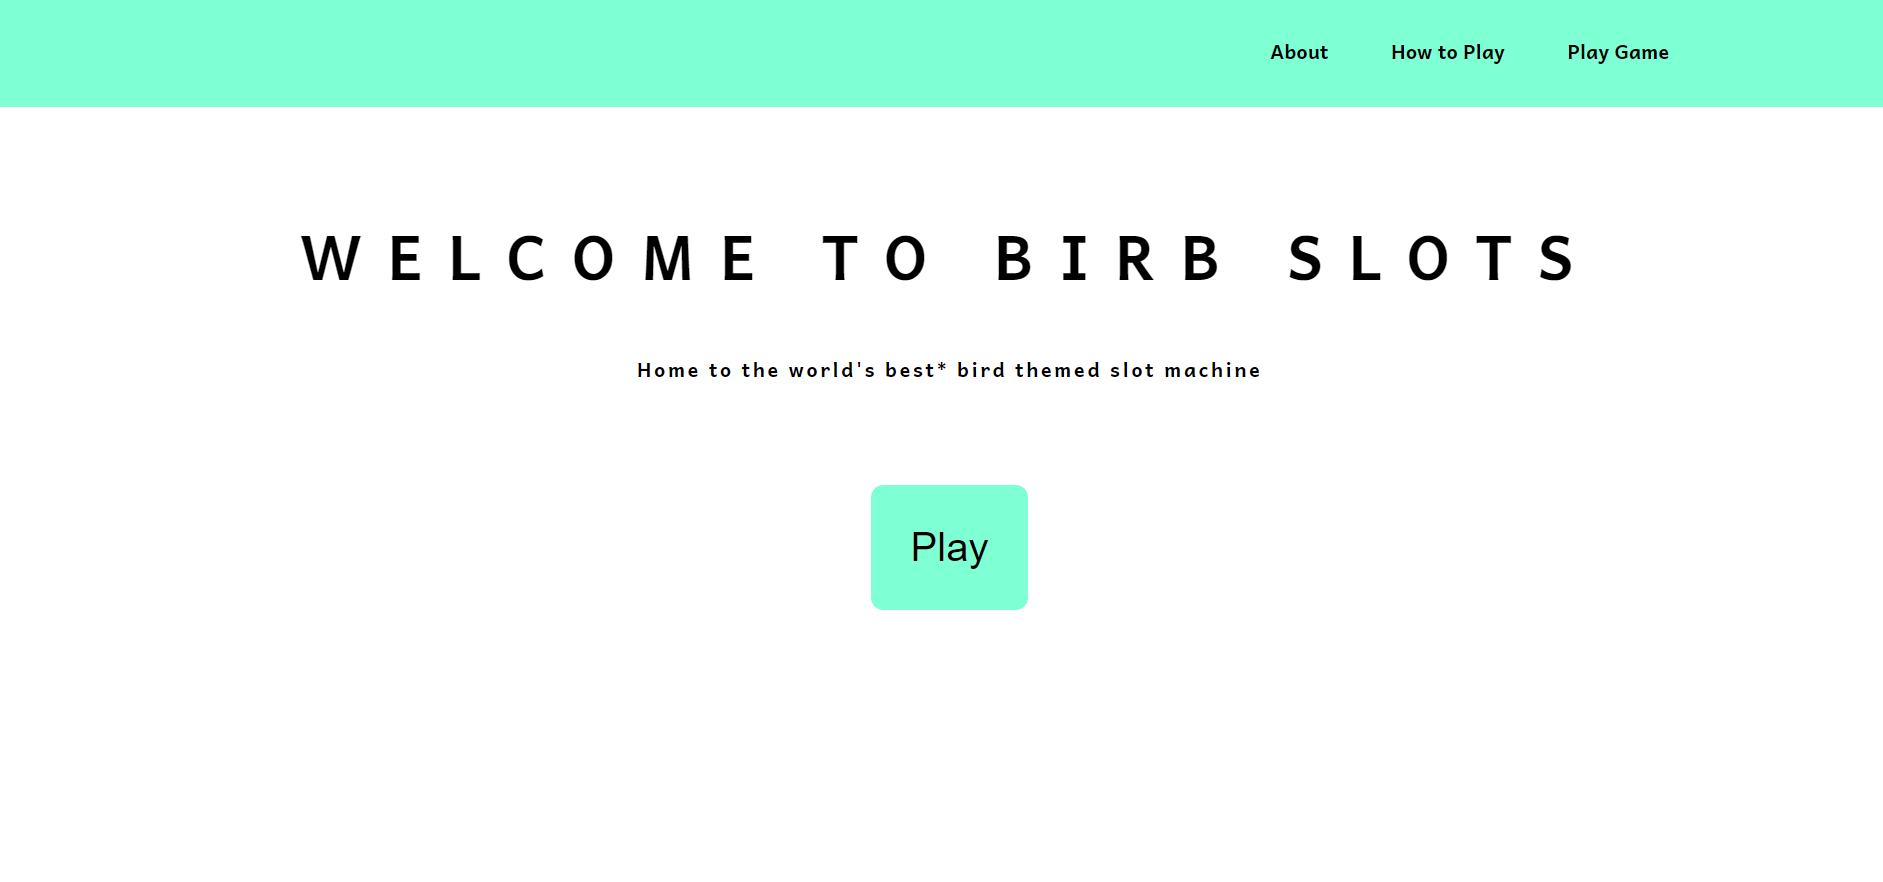 About How to Play Play Game
WELCOME TO BIRB SLOTS
Home to the world's best* bird themed slot machine
Play